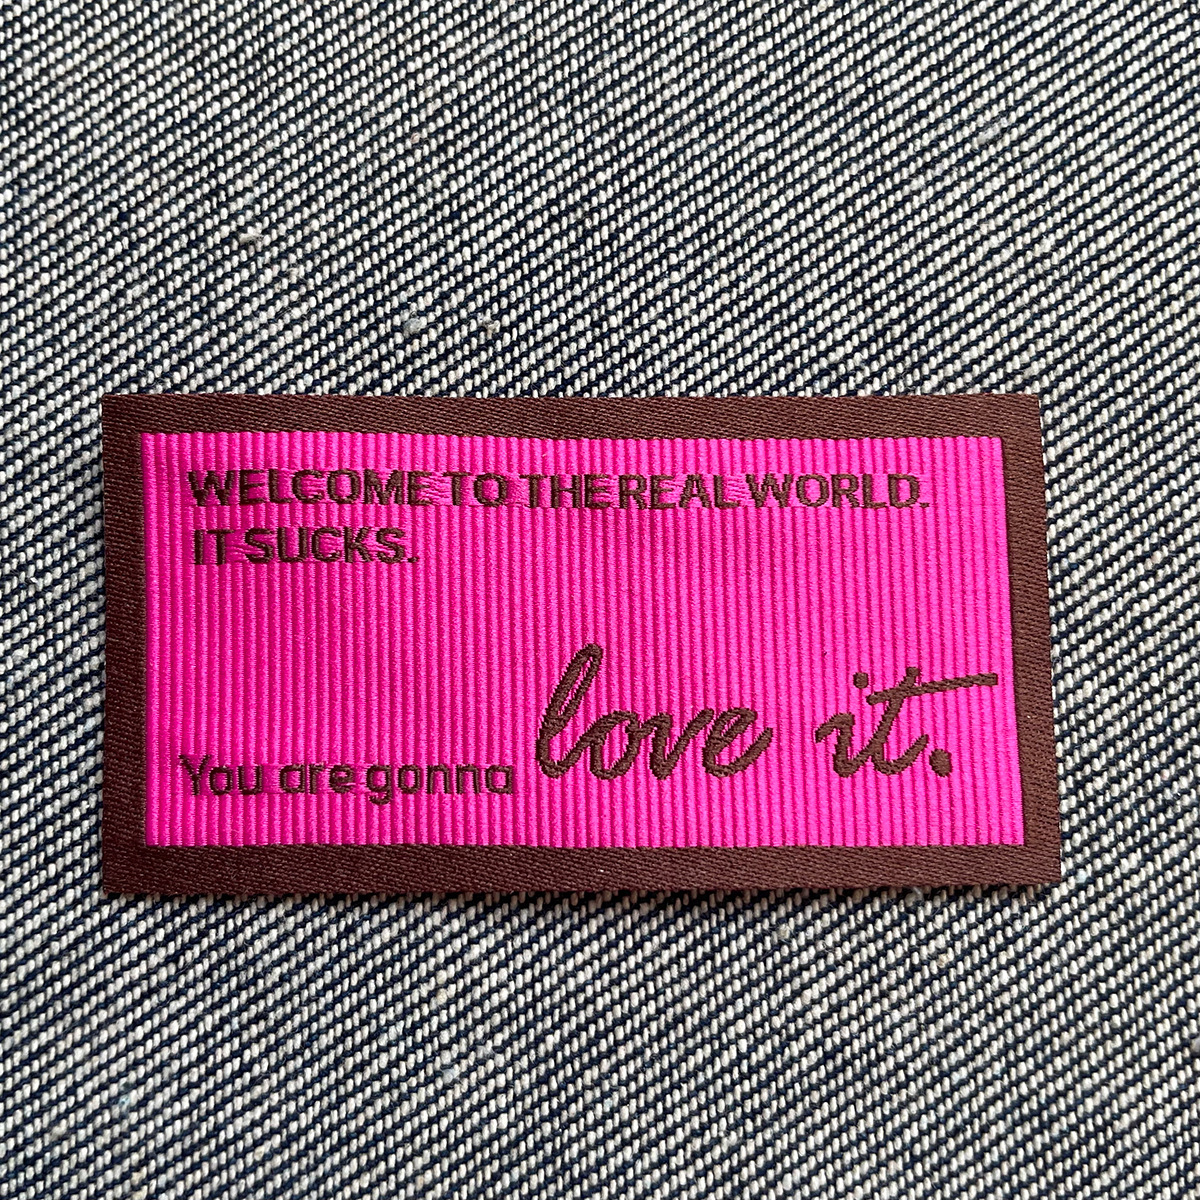 WELCOME TO THE REAL WORLD.
IT SUCKS.
You are gonna love it.